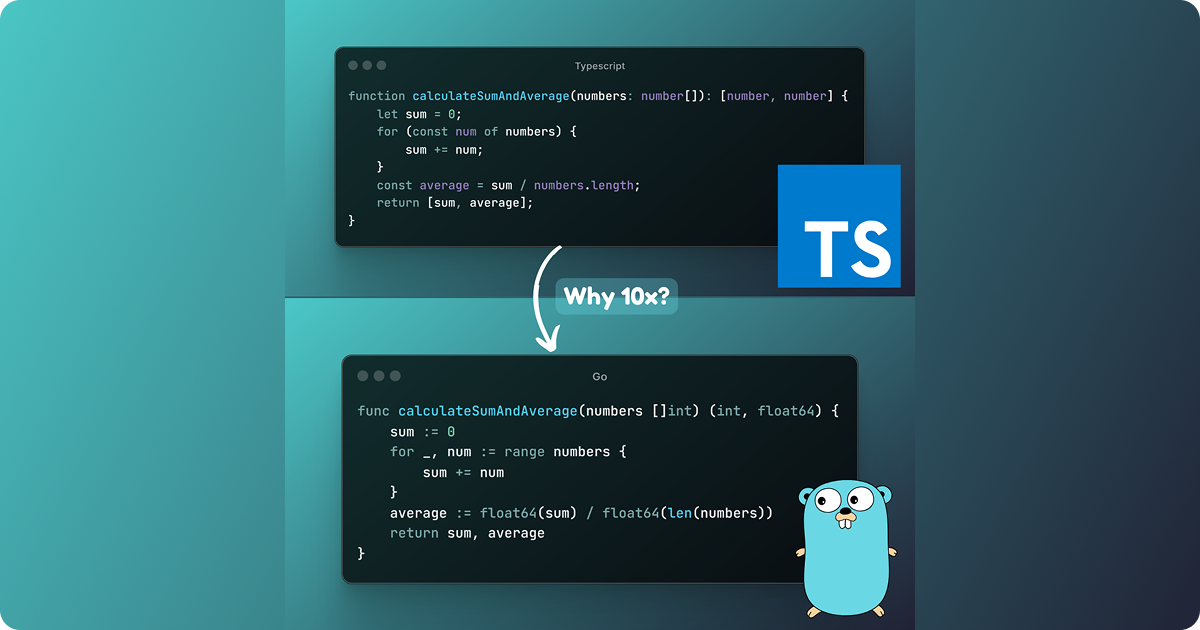 Typescript
function calculateSumAndAverage(numbers: number[]): [number, number] {
    let sum = 0;
    for (const num of numbers) {
        sum += num;
    }
    const average = sum / numbers.length;
    return [sum, average];
}
TS
Why 10x?
Go
func calculateSumAndAverage(numbers []int) (int, float64) {
    sum := 0
    for _, num := range numbers {
        sum += num
    }
    average := float64(sum) / float64(len(numbers))
    return sum, average
}